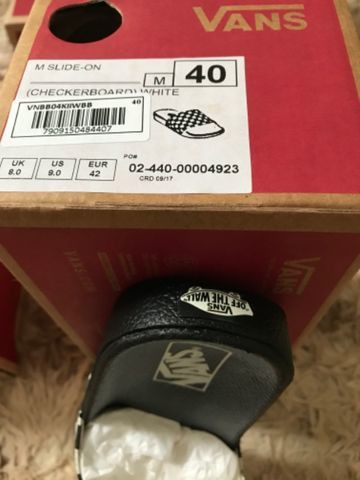 VANS
M SLIDE-ON
M 40
(CHECKERBOARD) WHITE
VNBB04KIIWBB 40
7909150484407
UK US EUR
8.0 9.0 42
PO#
02-440-00004923
CRD 09/17
VANS
VANS
"OFF THE WALL"
VANS